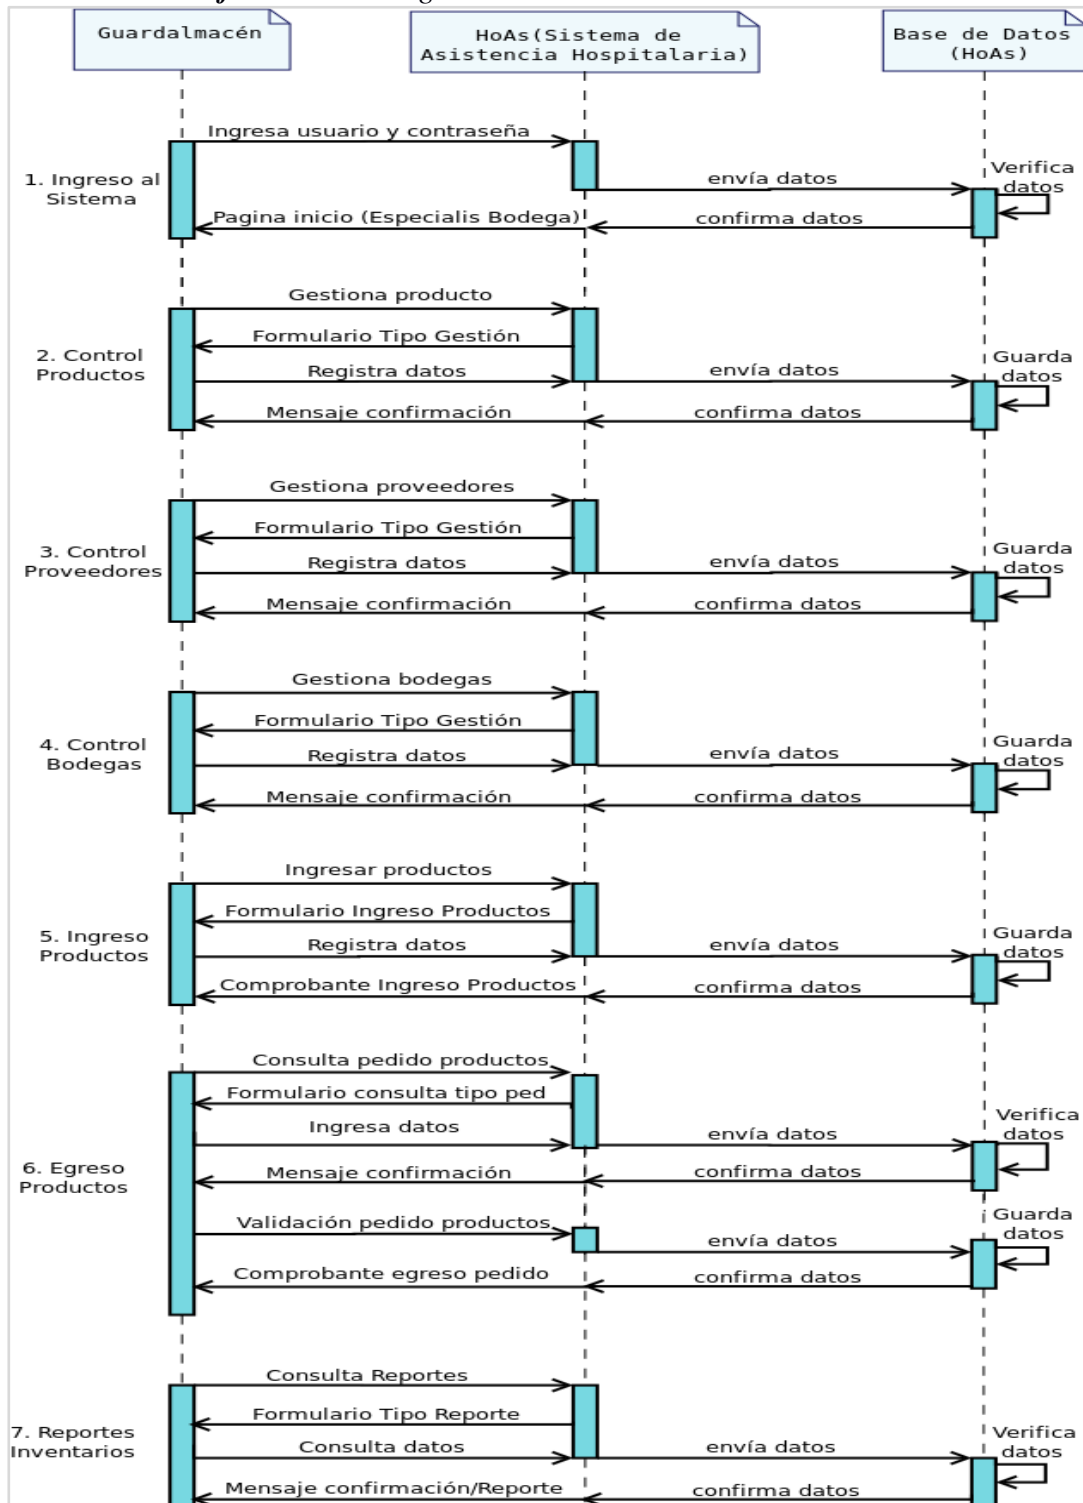 Guardalmacén
HoAs(Sistema de
Asistencia Hospitalaria)
Base de Datos
(HoAs)
Ingresa usuario y contraseña
1. Ingreso al
Sistema
envía datos
Verifica
datos
Pagina inicio (Especialis Bodega)
confirma datos
Gestiona producto
Formulario Tipo Gestión
2. Control
Productos
Registra datos
envía datos
Guarda
datos
Mensaje confirmación
confirma datos
Gestiona proveedores
Formulario Tipo Gestión
3. Control
Proveedores
Registra datos
envía datos
Guarda
datos
Mensaje confirmación
confirma datos
Gestiona bodegas
Formulario Tipo Gestión
4. Control
Bodegas
Registra datos
envía datos
Guarda
datos
Mensaje confirmación
confirma datos
Ingresar productos
Formulario Ingreso Productos
5. Ingreso
Productos
Registra datos
envía datos
Guarda
datos
Comprobante Ingreso Productos
confirma datos
Consulta pedido productos
Formulario consulta tipo ped
Ingresa datos
envía datos
Verifica
datos
6. Egreso
Productos
Mensaje confirmación
confirma datos
Validación pedido productos
envía datos
Guarda
datos
Comprobante egreso pedido
confirma datos
Consulta Reportes
Formulario Tipo Reporte
7. Reportes
Inventarios
Consulta datos
envía datos
Verifica
datos
Mensaje confirmación/Reporte
confirma datos